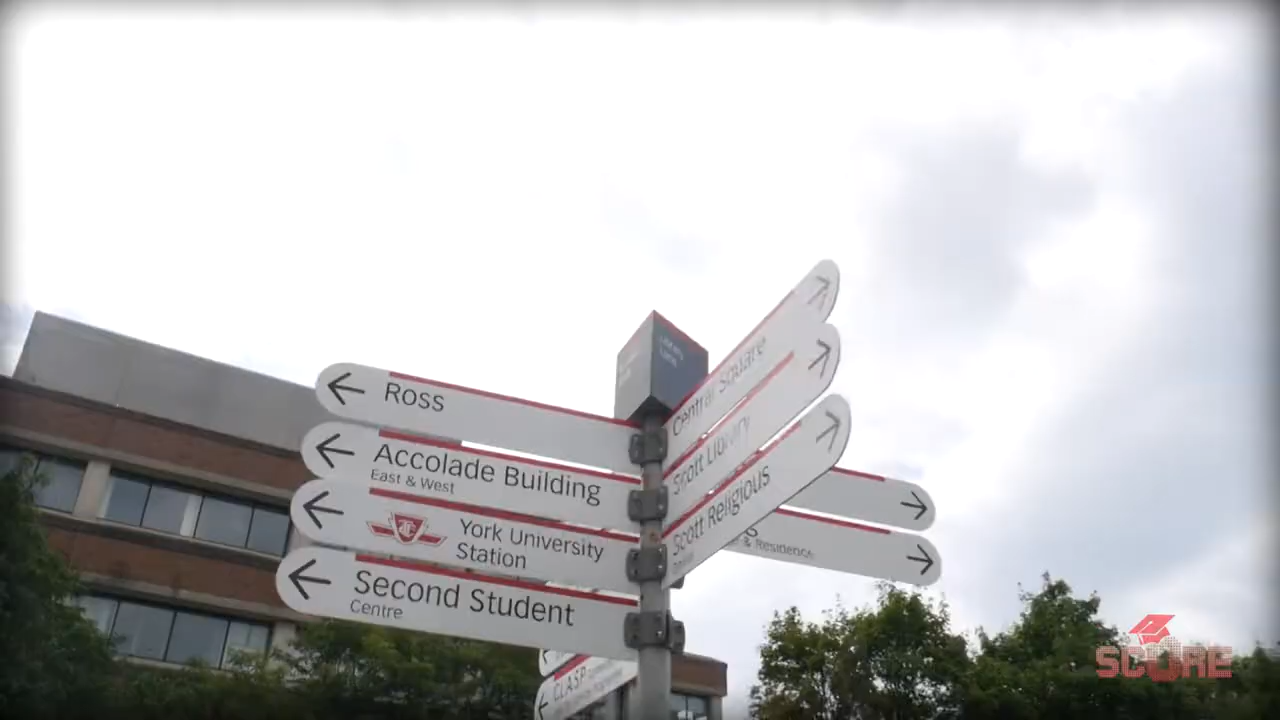 Ross
Accolade Building
East & West
York University
Station
Second Student
Centre
Central Square
Scott Library
Scott Religious
& Residence
CLASP
SCORE